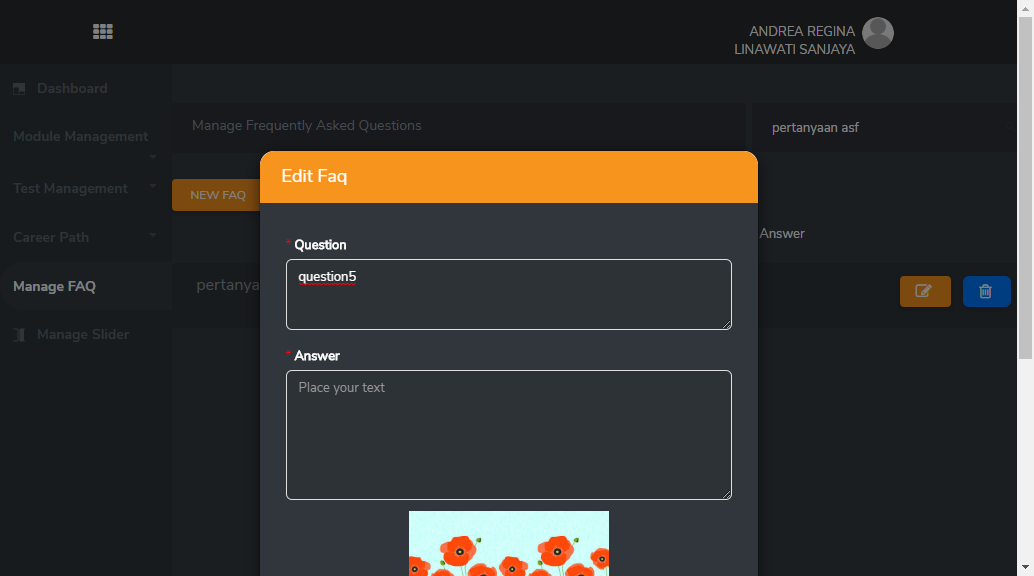 ANDREA REGINA
LINAWATI SANJAYA
Dashboard
Module Management
Test Management
Career Path
Manage FAQ
Manage Slider
Manage Frequently Asked Questions
pertanyaan asf
NEW FAQ
Answer
pertanya
Edit Faq
* Question
question5
* Answer
Place your text